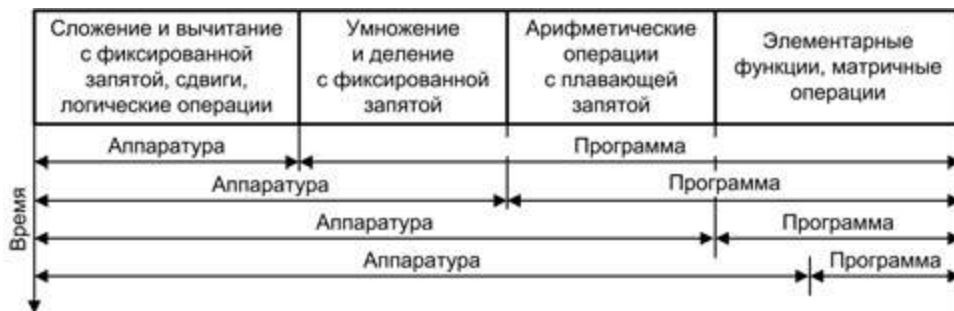 Сложение и вычитание
с фиксированной
запятой, сдвиги,
логические операции
Умножение
и деление
с фиксированной
запятой
Арифметические
операции
с плавающей
запятой
Элементарные
функции, матричные
операции
Аппаратура
Программа
Аппаратура
Программа
Аппаратура
Программа
Аппаратура
Программа
Время